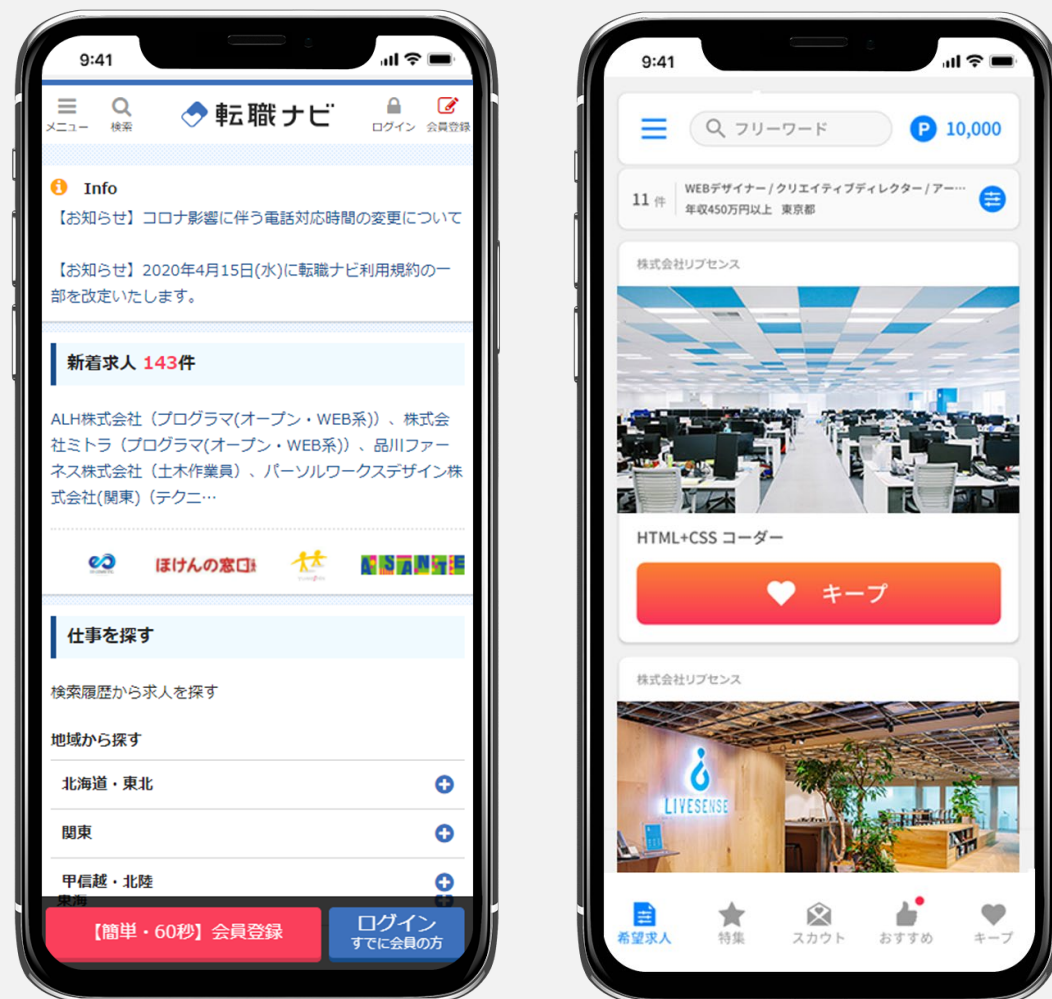 9:41
メニュー
検索
転職ナビ
ログイン
会員登録
Info
【お知らせ】コロナ影響に伴う電話対応時間の変更について
【お知らせ】2020年4月15日(水)に転職ナビ利用規約の一
部を改定いたします。
新着求人 143件
ALH株式会社（プログラマ(オープン・WEB系)）、株式会
社ミトラ（プログラマ(オープン・WEB系)）、品川ファー
ネス株式会社（土木作業員）、パーソルワークスデザイン株
式会社(関東)（テクニ…
ほけんの窓口
ASANTE
仕事を探す
検索履歴から求人を探す
地域から探す
北海道・東北
関東
甲信越・北陸
東海
【簡単・60秒】会員登録
ログイン
すでに会員の方
9:41
フリーワード
P 10,000
11 件
WEBデザイナー / クリエイティブディレクター / アー…
年収450万円以上 東京都
株式会社リブセンス
HTML+CSS コーダー
キープ
株式会社リブセンス
LIVESENSE
希望求人
特集
スカウト
おすすめ
キープ